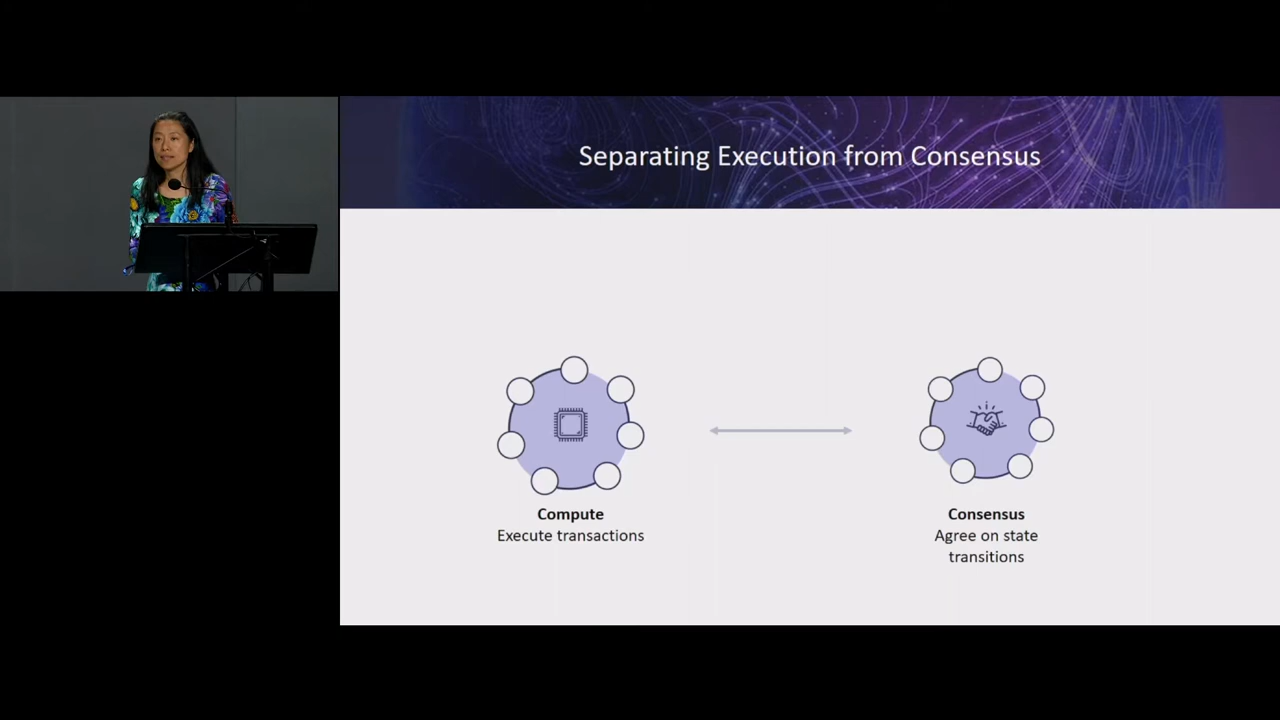 Separating Execution from Consensus
Compute
Execute transactions
Consensus
Agree on state
transitions